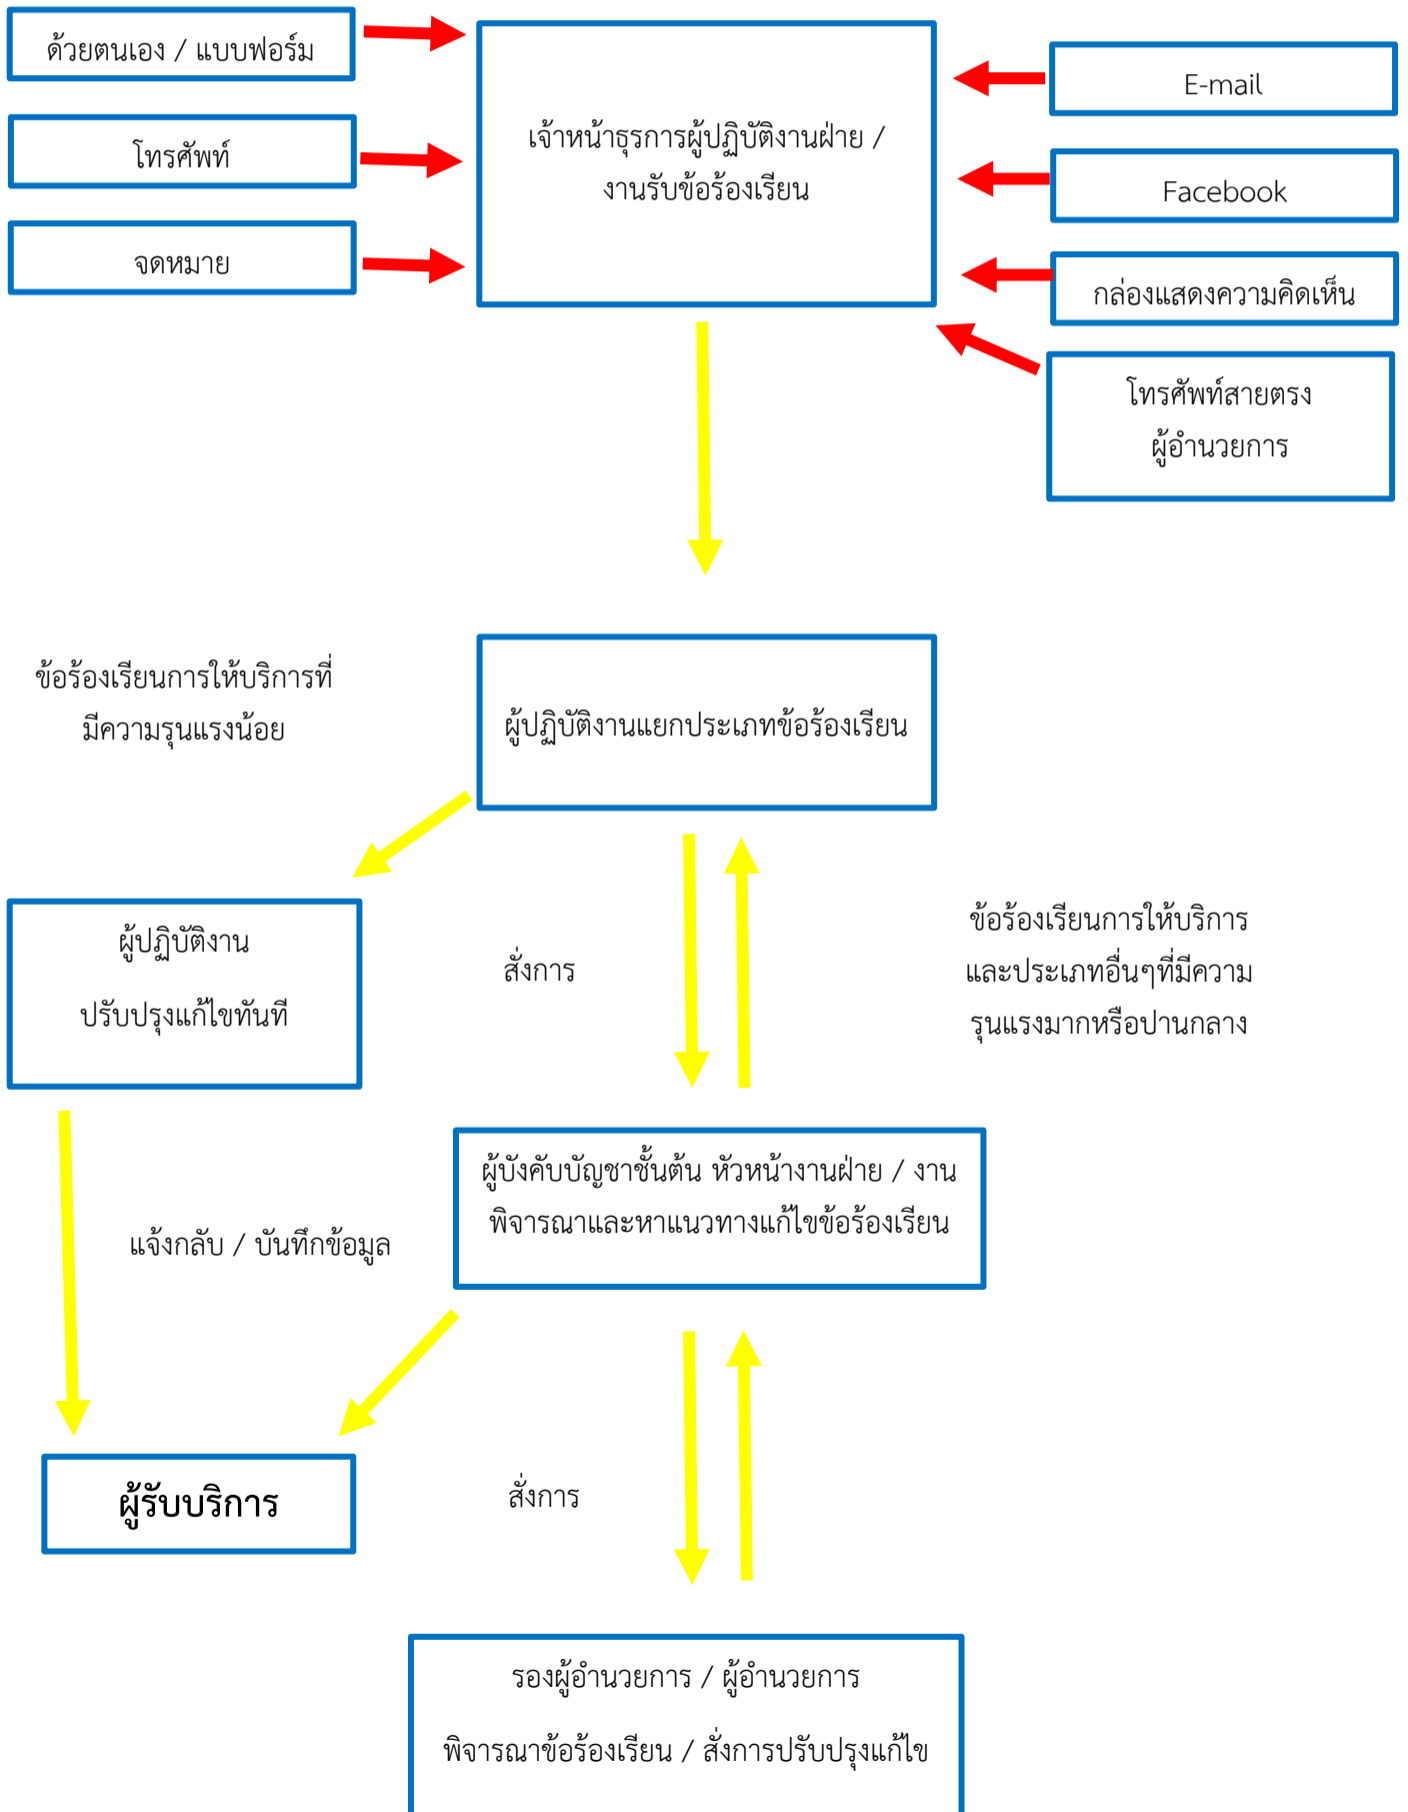 ด้วยตนเอง / แบบฟอร์ม
โทรศัพท์
จดหมาย
เจ้าหน้าธุรการผู้ปฏิบัติงานฝ่าย /
งานรับข้อร้องเรียน
E-mail
Facebook
กล่องแสดงความคิดเห็น
โทรศัพท์สายตรง
ผู้อำนวยการ
ข้อร้องเรียนการให้บริการที่
มีความรุนแรงน้อย
ผู้ปฏิบัติงานแยกประเภทข้อร้องเรียน
ผู้ปฏิบัติงาน
ปรับปรุงแก้ไขทันที
สั่งการ
ข้อร้องเรียนการให้บริการ
และประเภทอื่นๆที่มีความ
รุนแรงมากหรือปานกลาง
ผู้บังคับบัญชาชั้นต้น หัวหน้างานฝ่าย / งาน
พิจารณาและหาแนวทางแก้ไขข้อร้องเรียน
แจ้งกลับ / บันทึกข้อมูล
ผู้รับบริการ
สั่งการ
รองผู้อำนวยการ / ผู้อำนวยการ
พิจารณาข้อร้องเรียน / สั่งการปรับปรุงแก้ไข